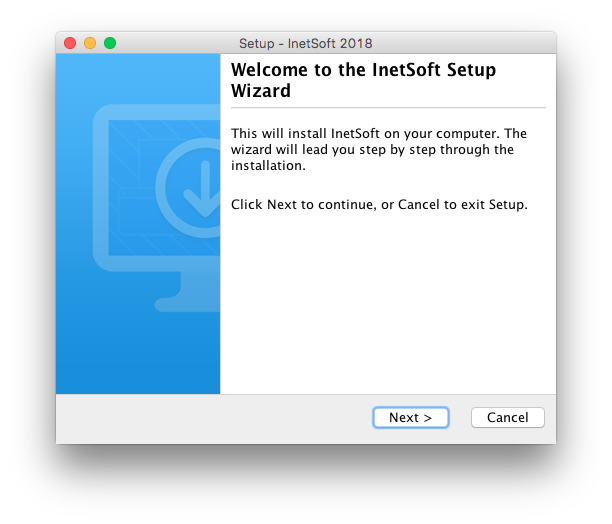 Setup - InetSoft 2018
Welcome to the InetSoft Setup
Wizard
This will install InetSoft on your computer. The
wizard will lead you step by step through the
installation.
Click Next to continue, or Cancel to exit Setup.
Next >
Cancel